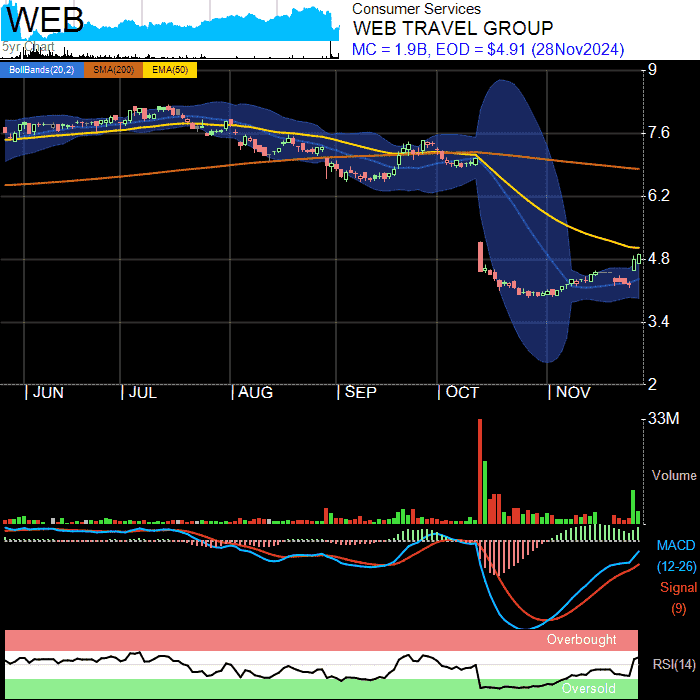 WEB
5yr Chart
Consumer Services
WEB TRAVEL GROUP
MC = 1.9B, EOD = $4.91 (28Nov2024)
BollBands(20,2) SMA(200) EMA(50)
9
7.6
6.2
4.8
3.4
2
JUN JUL AUG SEP OCT NOV
33M
Volume
MACD
(12-26)
Signal
(9)
Overbought
RSI(14)
Oversold